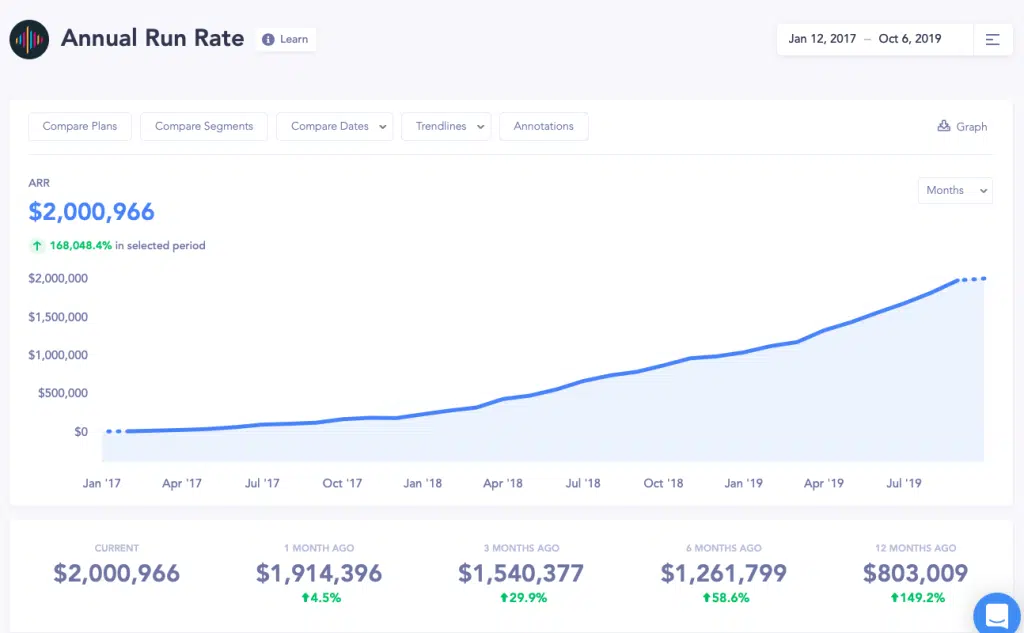 Annual Run Rate
Learn
Jan 12, 2017 – Oct 6, 2019
Compare Plans
Compare Segments
Compare Dates
Trendlines
Annotations
Graph
ARR
Months
$2,000,966
168,048.4% in selected period
$2,000,000
$1,500,000
$1,000,000
$500,000
$0
Jan '17 Apr '17 Jul '17 Oct '17 Jan '18 Apr '18 Jul '18 Oct '18 Jan '19 Apr '19 Jul '19
CURRENT
$2,000,966
1 MONTH AGO
$1,914,396
4.5%
3 MONTHS AGO
$1,540,377
29.9%
6 MONTHS AGO
$1,261,799
58.6%
12 MONTHS AGO
$803,009
149.2%